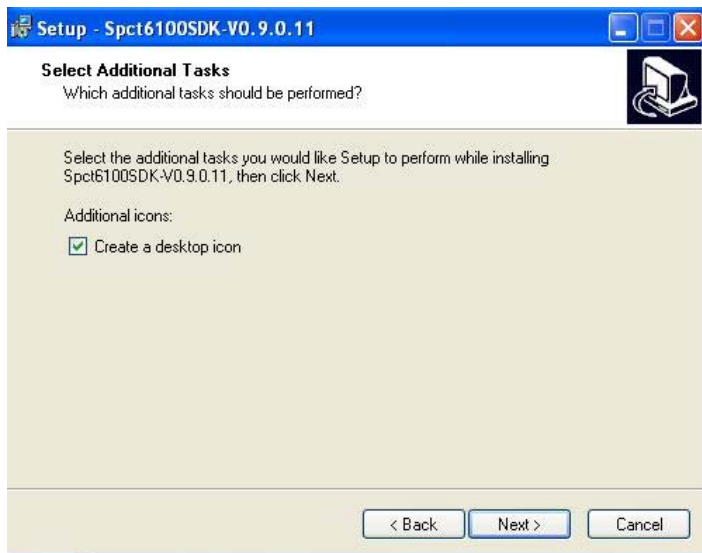 Setup - Spct6100SDK-V0.9.0.11
Select Additional Tasks
Which additional tasks should be performed?
Select the additional tasks you would like Setup to perform while installing
Spct6100SDK-V0.9.0.11, then click Next.
Additional icons:
Create a desktop icon
< Back Next > Cancel